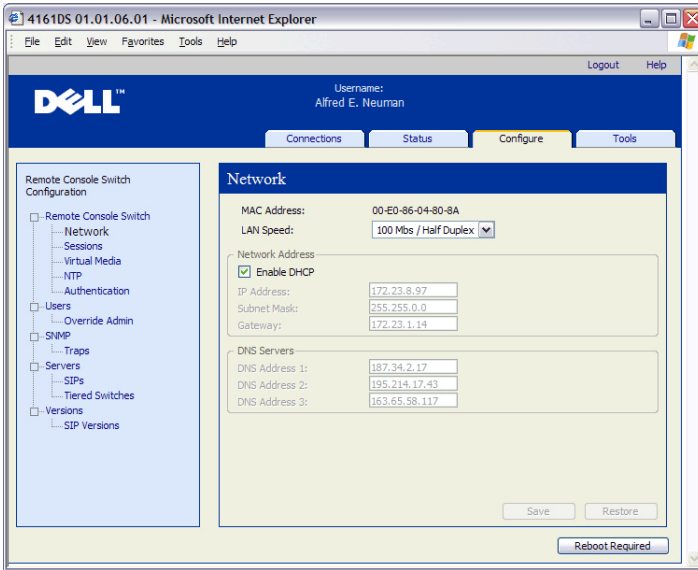 4161DS 01.01.06.01 - Microsoft Internet Explorer
File Edit View Favorites Tools Help
Logout Help
DELL™
Username:
Alfred E. Neuman
Connections Status Configure Tools
Remote Console Switch
Configuration
Remote Console Switch
Network
Sessions
Virtual Media
NTP
Authentication
Users
Override Admin
SNMP
Traps
Servers
SIPs
Tiered Switches
Versions
SIP Versions
Network
MAC Address: 00-E0-86-04-80-8A
LAN Speed: 100 Mbs / Half Duplex
Network Address
Enable DHCP
IP Address: 172.23.8.97
Subnet Mask: 255.255.0.0
Gateway: 172.23.1.14
DNS Servers
DNS Address 1: 187.34.2.17
DNS Address 2: 195.214.17.43
DNS Address 3: 163.65.58.117
Save Restore
Reboot Required